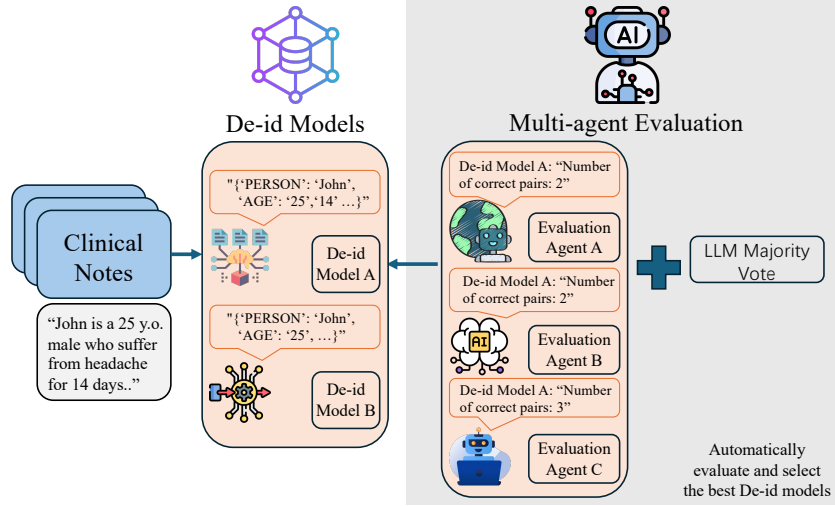 AI
De-id Models
Multi-agent Evaluation
Clinical
Notes
“John is a 25 y.o.
male who suffer
from headache
for 14 days..”
"{‘PERSON’: ‘John’,
‘AGE’: ‘25’,‘14’ …}”
De-id
Model A
"{‘PERSON’: ‘John’,
‘AGE’: ‘25’, …}”
De-id
Model B
De-id Model A: “Number
of correct pairs: 2”
Evaluation
Agent A
De-id Model A: “Number
of correct pairs: 2”
AI
Evaluation
Agent B
De-id Model A: “Number
of correct pairs: 3”
Evaluation
Agent C
LLM Majority
Vote
Automatically
evaluate and select
the best De-id models